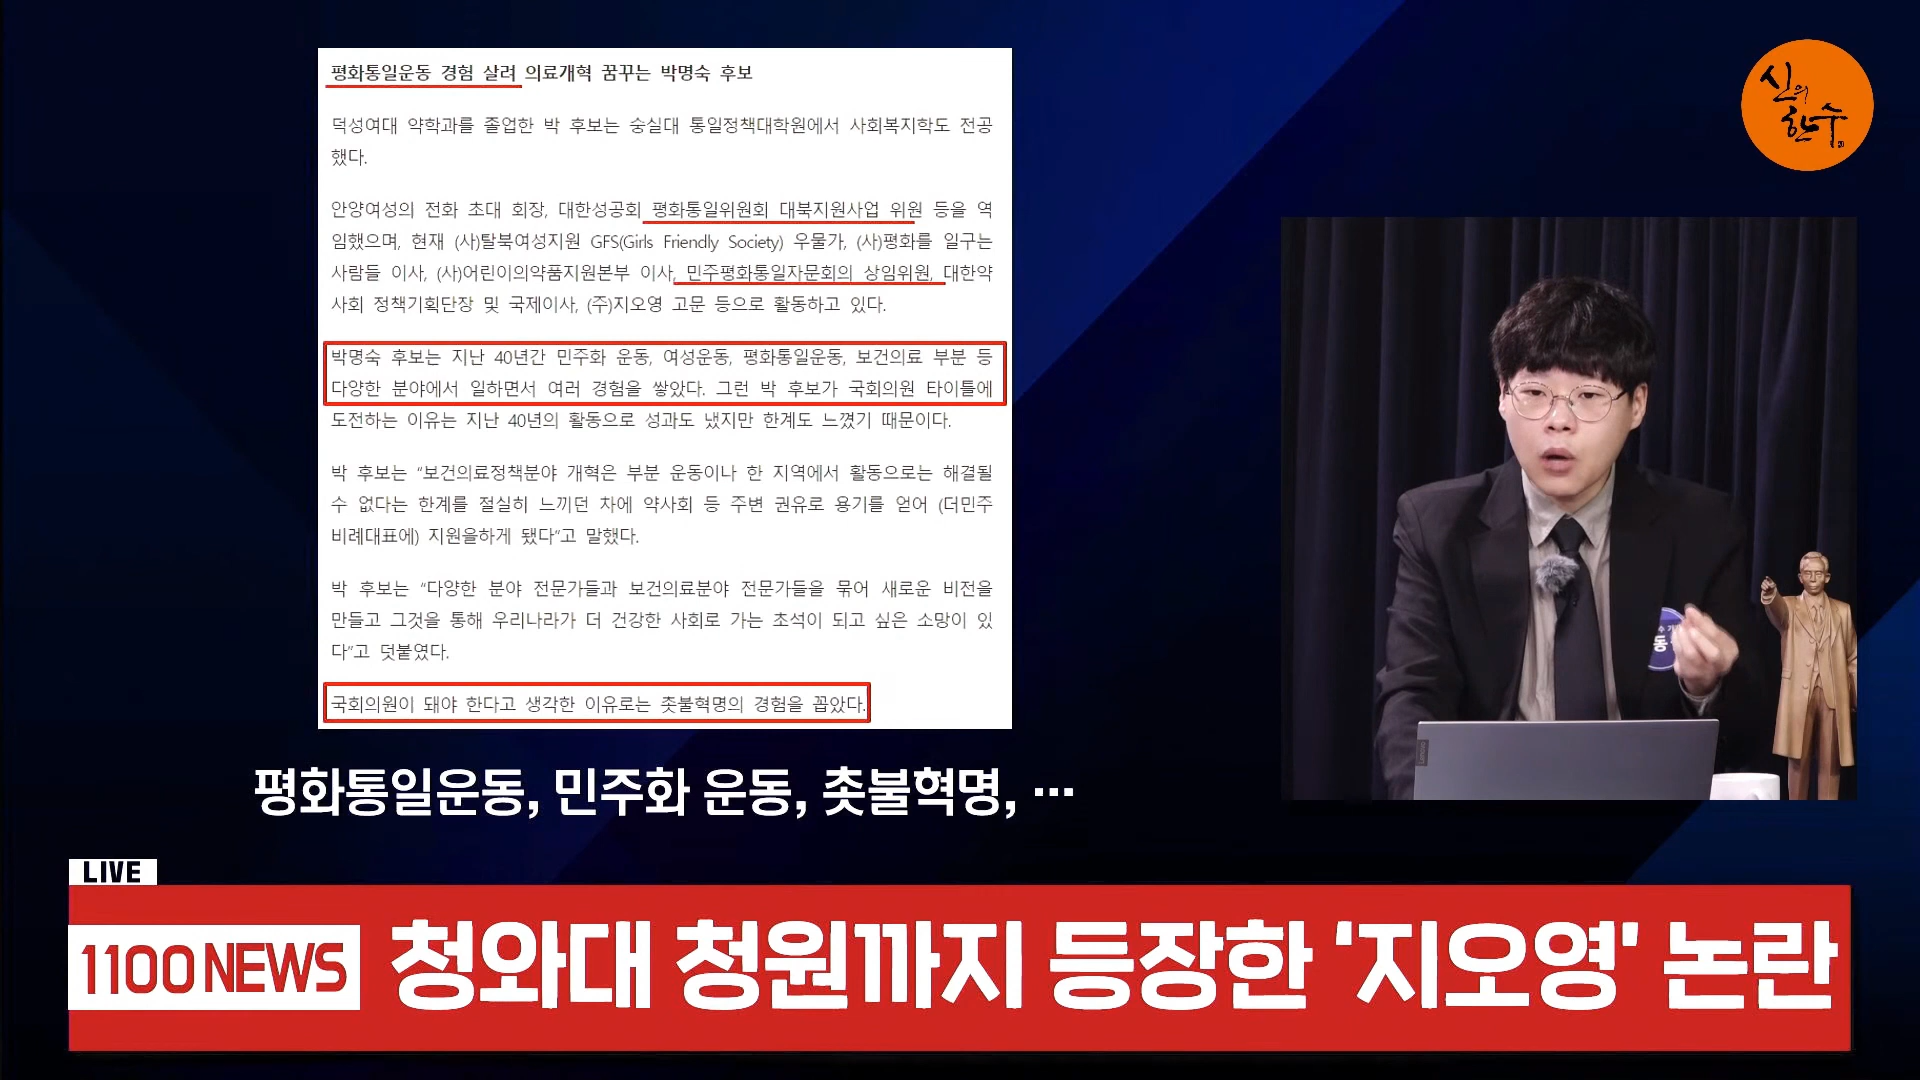 평화통일운동 경험 살려 의료개혁 꿈꾸는 박명숙 후보
덕성여대 약학과를 졸업한 박 후보는 숭실대 통일정책대학원에서 사회복지학도 전공
했다.
안양여성의 전화 초대 회장, 대한성공회 평화통일위원회 대북지원사업 위원 등을 역
임했으며, 현재 (사)탈북여성지원 GFS(Girls Friendly Society) 우물가, (사)평화를 일구는
사람들 이사, (사)어린이의약품지원본부 이사, 민주평화통일자문회의 상임위원, 대한약
사회 정책기획단장 및 국제이사, (주)지오영 고문 등으로 활동하고 있다.
박명숙 후보는 지난 40년간 민주화 운동, 여성운동, 평화통일운동, 보건의료 부분 등
다양한 분야에서 일하면서 여러 경험을 쌓았다. 그런 박 후보가 국회의원 타이틀에
도전하는 이유는 지난 40년의 활동으로 성과도 냈지만 한계도 느꼈기 때문이다.
박 후보는 “보건의료정책분야 개혁은 부분 운동이나 한 지역에서 활동으로는 해결될
수 없다는 한계를 절실히 느끼던 차에 약사회 등 주변 권유로 용기를 얻어 (더민주
비례대표에) 지원을하게 됐다”고 말했다.
박 후보는 “다양한 분야 전문가들과 보건의료분야 전문가들을 묶어 새로운 비전을
만들고 그것을 통해 우리나라가 더 건강한 사회로 가는 초석이 되고 싶은 소망이 있
다”고 덧붙였다.
국회의원이 돼야 한다고 생각한 이유로는 촛불혁명의 경험을 꼽았다.
평화통일운동, 민주화 운동, 촛불혁명, ···
신의
한수
Lenovo
LIVE
1100 NEWS
청와대 청원까지 등장한 ‘지오영’ 논란